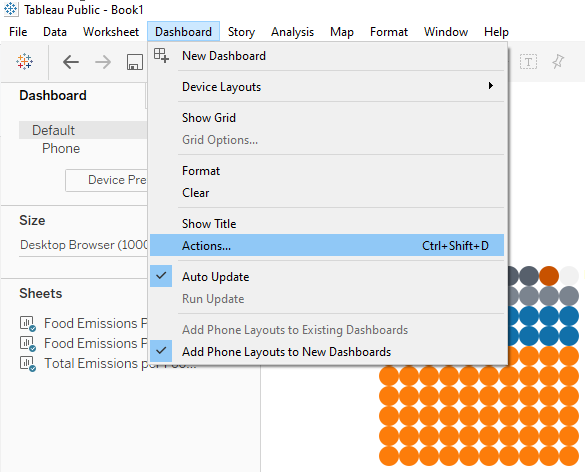 Tableau Public - Book1
File Data Worksheet Dashboard Story Analysis Map Format Window Help
T
Dashboard
Default
Phone
Device Pre
Size
Desktop Browser (1000
Sheets
Food Emissions P
Food Emissions P
Total Emissions per Foo...
New Dashboard
Device Layouts
Show Grid
Grid Options...
Format
Clear
Show Title
Actions... Ctrl+Shift+D
Auto Update
Run Update
Add Phone Layouts to Existing Dashboards
Add Phone Layouts to New Dashboards